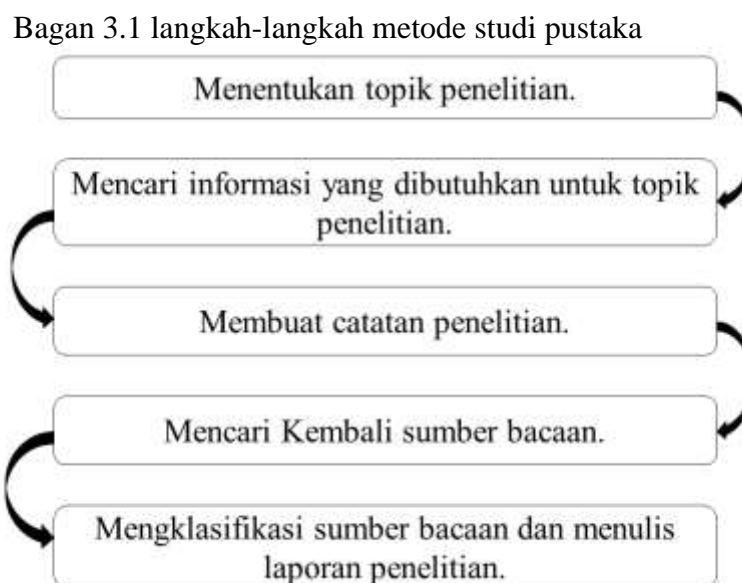 Bagan 3.1 langkah-langkah metode studi pustaka
Menentukan topik penelitian.
Mencari informasi yang dibutuhkan untuk topik
penelitian.
Membuat catatan penelitian.
Mencari Kembali sumber bacaan.
Mengklasifikasi sumber bacaan dan menulis
laporan penelitian.